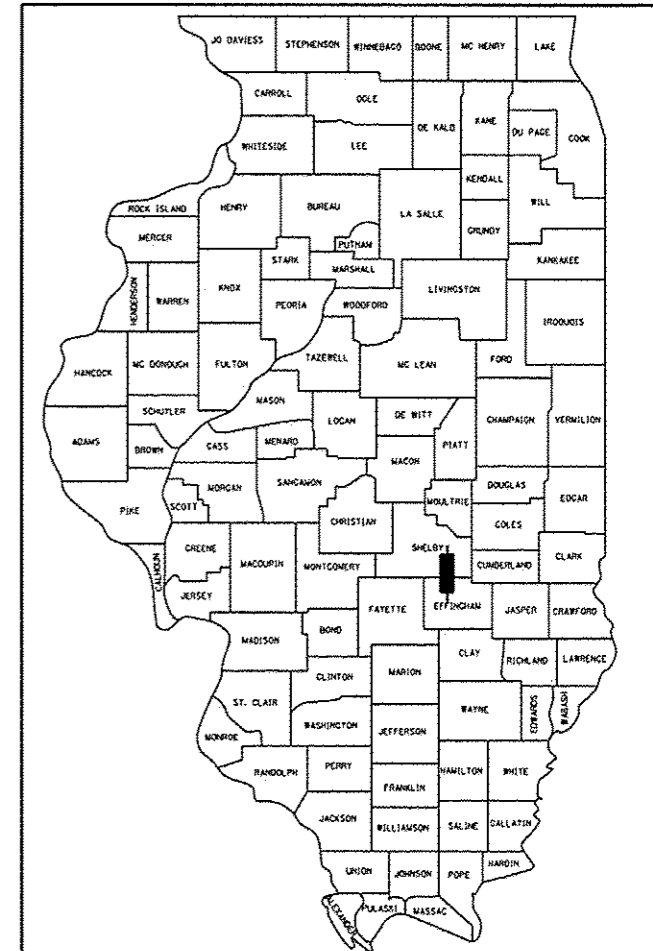 JO DAVIESS
STEPHENSON
WINNEBAGO
BOONE
MC HENRY
LAKE
CARROLL
OGLE
DE KALB
KANE
DU PAGE
COOK
WHITESIDE
LEE
KENDALL
WILL
ROCK ISLAND
HENRY
BUREAU
LA SALLE
GRUNDY
MERCER
PUTNAM
STARK
MARSHALL
KANKAKEE
HENDERSON
WARREN
KNOX
PEORIA
WOODFORD
LIVINGSTON
IROQUOIS
HANCOCK
MC DONOUGH
FULTON
TAZEWELL
MC LEAN
FORD
MASON
SCHUYLER
LOGAN
DE WITT
CHAMPAIGN
VERMILION
ADAMS
BROWN
CASS
MENARD
PIATT
MACON
MORGAN
SANGAMON
DOUGLAS
PIKE
SCOTT
CHRISTIAN
MOULTRIE
COLES
EDGAR
GREENE
MACOUPIN
MONTGOMERY
SHELBY
CUMBERLAND
CLARK
CALHOUN
JERSEY
FAYETTE
EFFINGHAM
JASPER
CRAWFORD
MADISON
BOND
CLAY
RICHLAND
LAWRENCE
CLINTON
MARION
ST. CLAIR
WAYNE
EDWARDS
WABASH
MONROE
WASHINGTON
JEFFERSON
RANDOLPH
PERRY
HAMILTON
WHITE
FRANKLIN
JACKSON
WILLIAMSON
SALINE
GALLATIN
UNION
JOHNSON
POPE
HARDIN
ALEXANDER
PULASKI
MASSAC